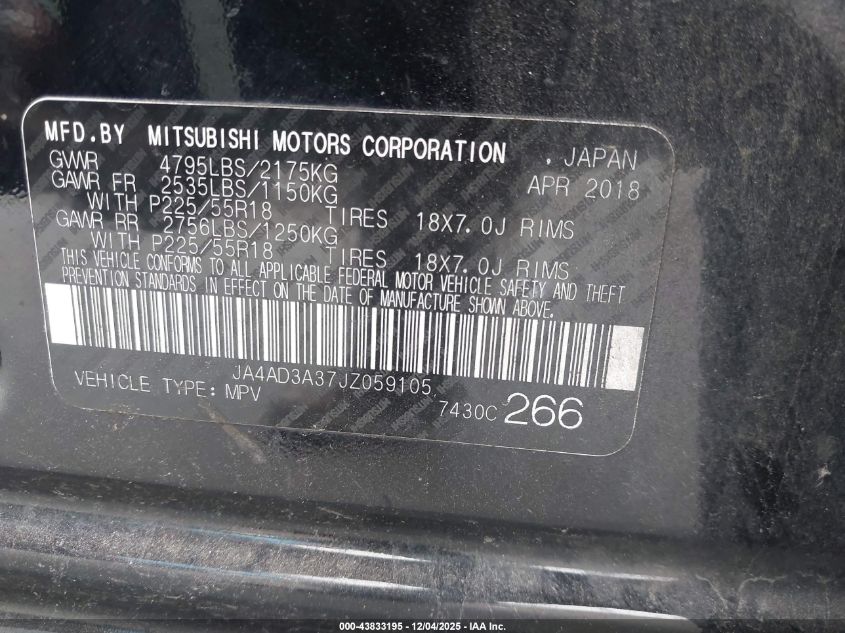 MFD.BY MITSUBISHI MOTORS CORPORATION . JAPAN
GWVR 4795LBS/2175KG APR 2018
GAWR FR 2535LBS/1150KG
WITH P225/55R18 TIRES 18X7.0J RIMS
GAWR RR 2756LBS/1250KG
WITH P225/55R18 TIRES 18X7.0J RIMS
THIS VEHICLE CONFORMS TO ALL APPLICABLE FEDERAL MOTOR VEHICLE SAFETY AND THEFT
PREVENTION STANDARDS IN EFFECT ON THE DATE OF MANUFACTURE SHOWN ABOVE.
JA4AD3A37JZ059105
VEHICLE TYPE: MPV 7430C 266
000-43833195 - 12/04/2025 - IAA Inc.